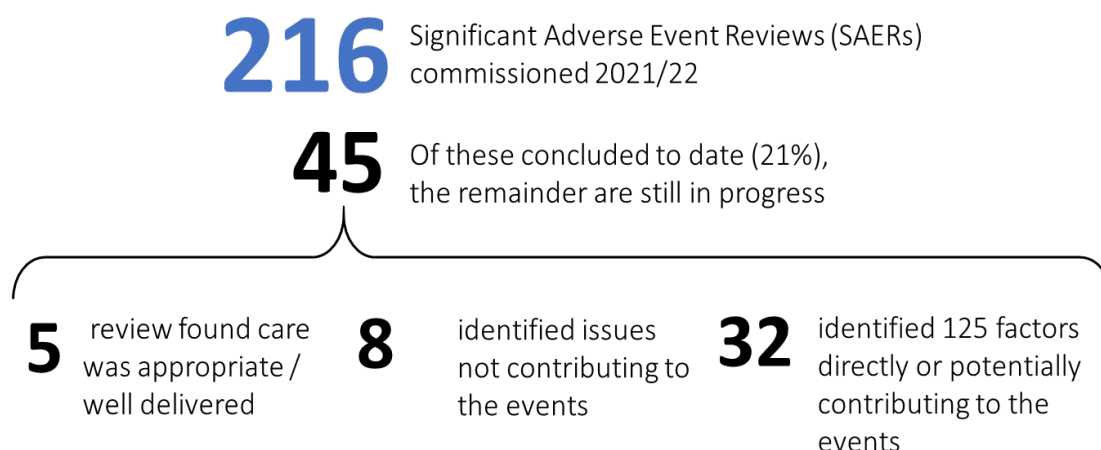 216 Significant Adverse Event Reviews (SAERs)
commissioned 2021/22
45 Of these concluded to date (21%),
the remainder are still in progress
5 review found care
was appropriate /
well delivered
8 identified issues
not contributing to
the events
32 identified 125 factors
directly or potentially
contributing to the
events